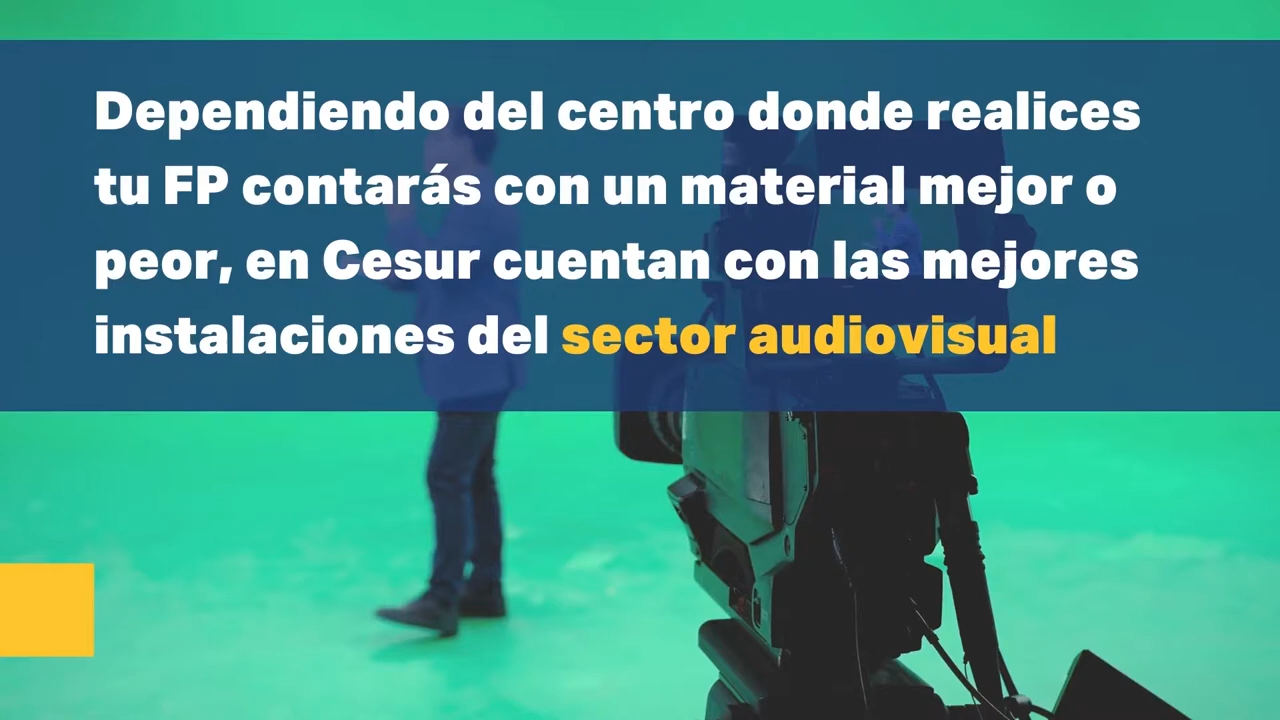 Dependiendo del centro donde realices
tu FP contarás con un material mejor o
peor, en Cesur cuentan con las mejores
instalaciones del sector audiovisual